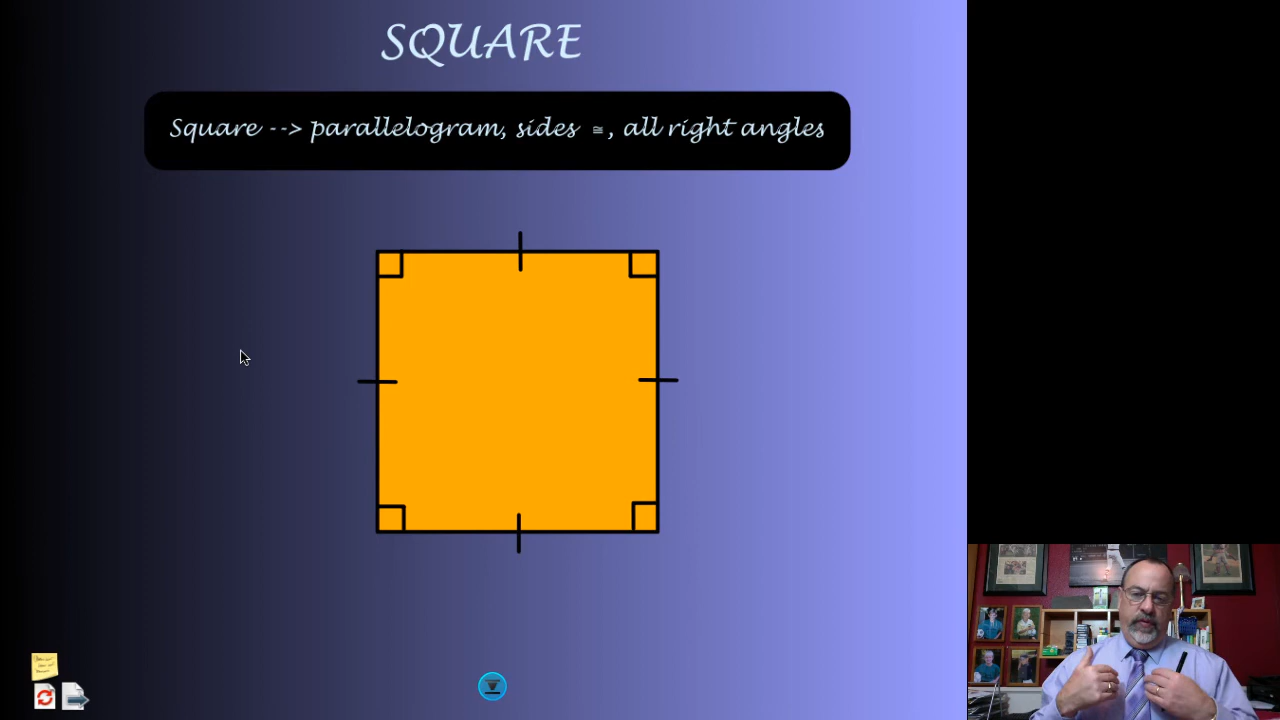 SQUARE
Square --> parallelogram, sides ≅, all right angles